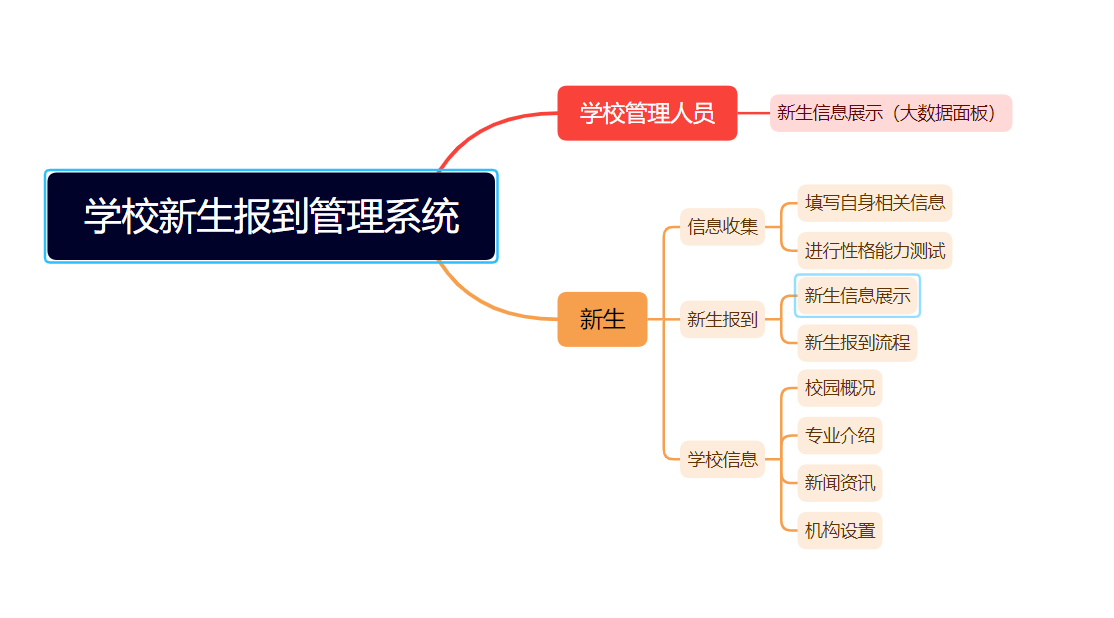 学校新生报到管理系统
学校管理人员
新生信息展示（大数据面板）
新生
信息收集
填写自身相关信息
进行性格能力测试
新生报到
新生信息展示
新生报到流程
学校信息
校园概况
专业介绍
新闻资讯
机构设置